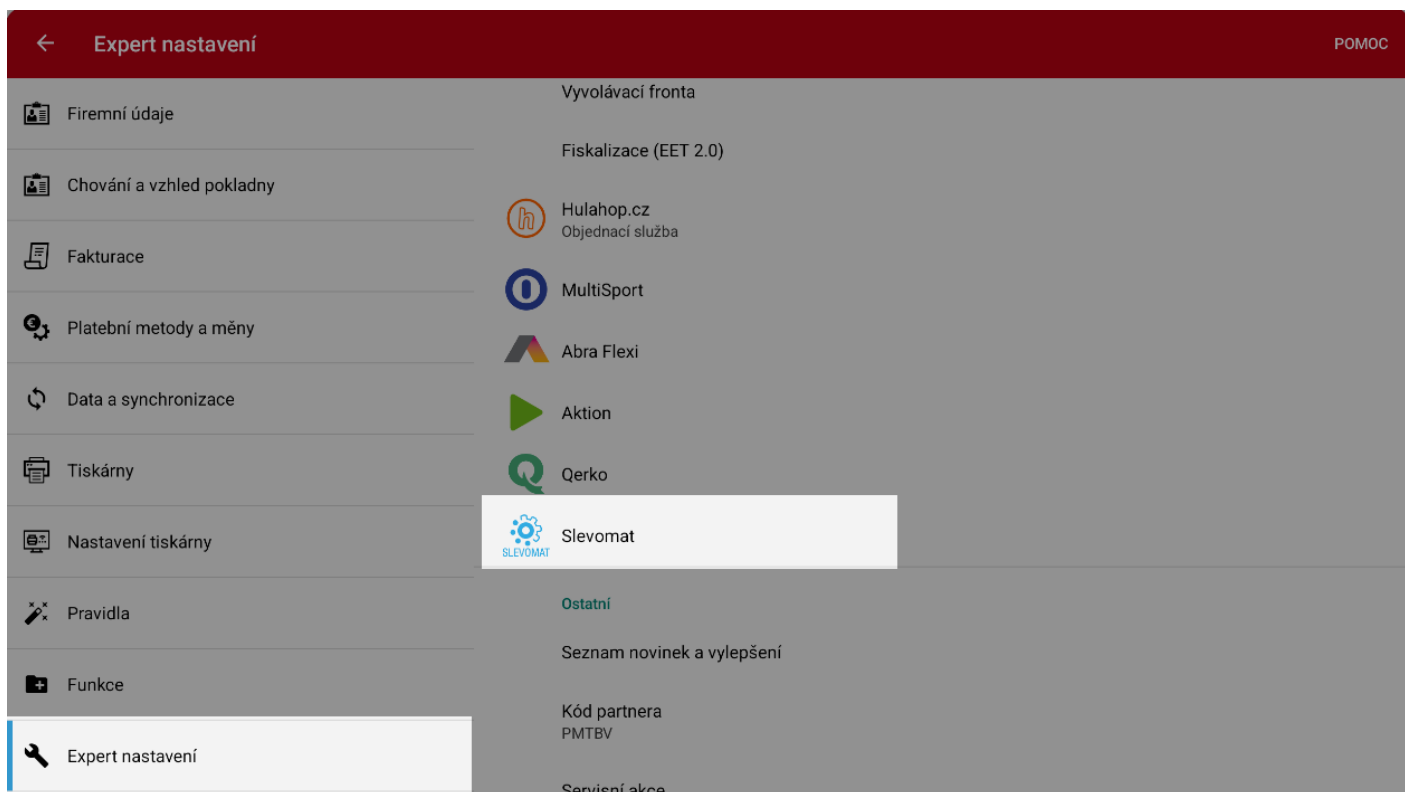 Expert nastavení
POMOC
Firemní údaje
Chování a vzhled pokladny
Fakturace
Platební metody a měny
Data a synchronizace
Tiskárny
Nastavení tiskárny
Pravidla
Funkce
Expert nastavení
Vyvolávací fronta
Fiskalizace (EET 2.0)
Hulahop.cz
Objednací služba
MultiSport
Abra Flexi
Aktion
Qerko
SLEVOMAT
Slevomat
Ostatní
Seznam novinek a vylepšení
Kód partnera
PMTBV
Servisní akce